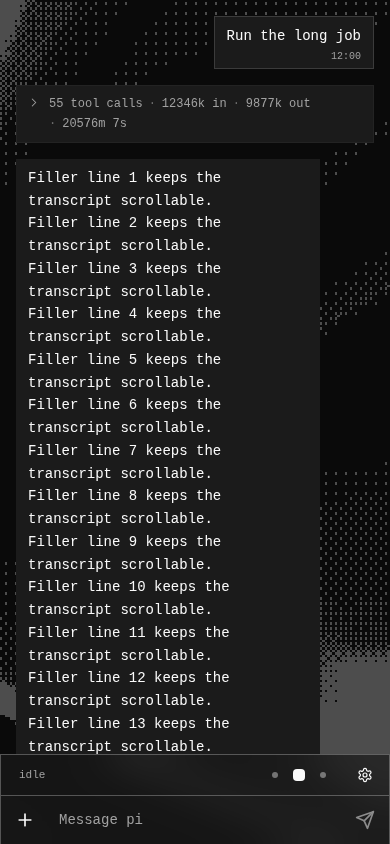 Run the long job
12:00
55 tool calls · 12346k in · 9877k out
· 20576m 7s
Filler line 1 keeps the
transcript scrollable.
Filler line 2 keeps the
transcript scrollable.
Filler line 3 keeps the
transcript scrollable.
Filler line 4 keeps the
transcript scrollable.
Filler line 5 keeps the
transcript scrollable.
Filler line 6 keeps the
transcript scrollable.
Filler line 7 keeps the
transcript scrollable.
Filler line 8 keeps the
transcript scrollable.
Filler line 9 keeps the
transcript scrollable.
Filler line 10 keeps the
transcript scrollable.
Filler line 11 keeps the
transcript scrollable.
Filler line 12 keeps the
transcript scrollable.
Filler line 13 keeps the
transcript scrollable.
idle
Message pi